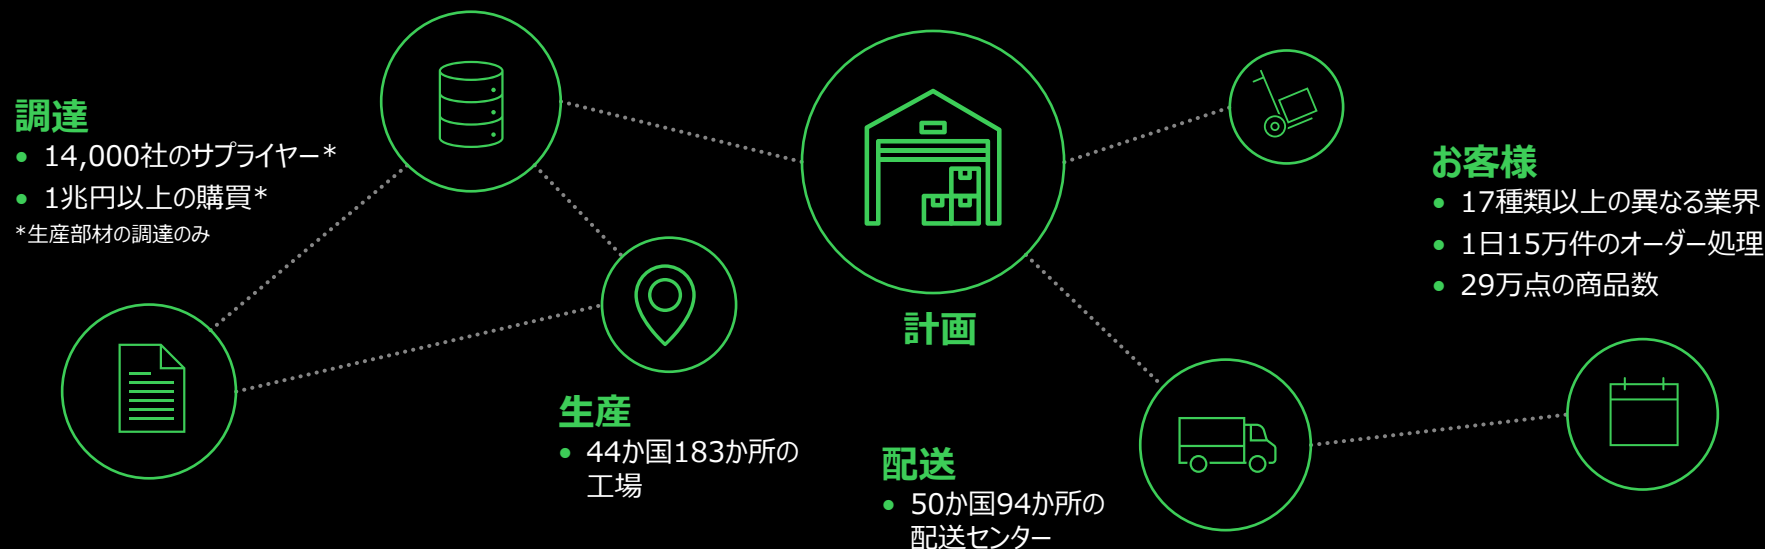 調達
• 14,000社のサプライヤー*
• 1兆円以上の購買*
*生産部材の調達のみ
生産
• 44か国183か所の
工場
計画
配送
• 50か国94か所の
配送センター
お客様
• 17種類以上の異なる業界
• 1日15万件のオーダー処理
• 29万点の商品数